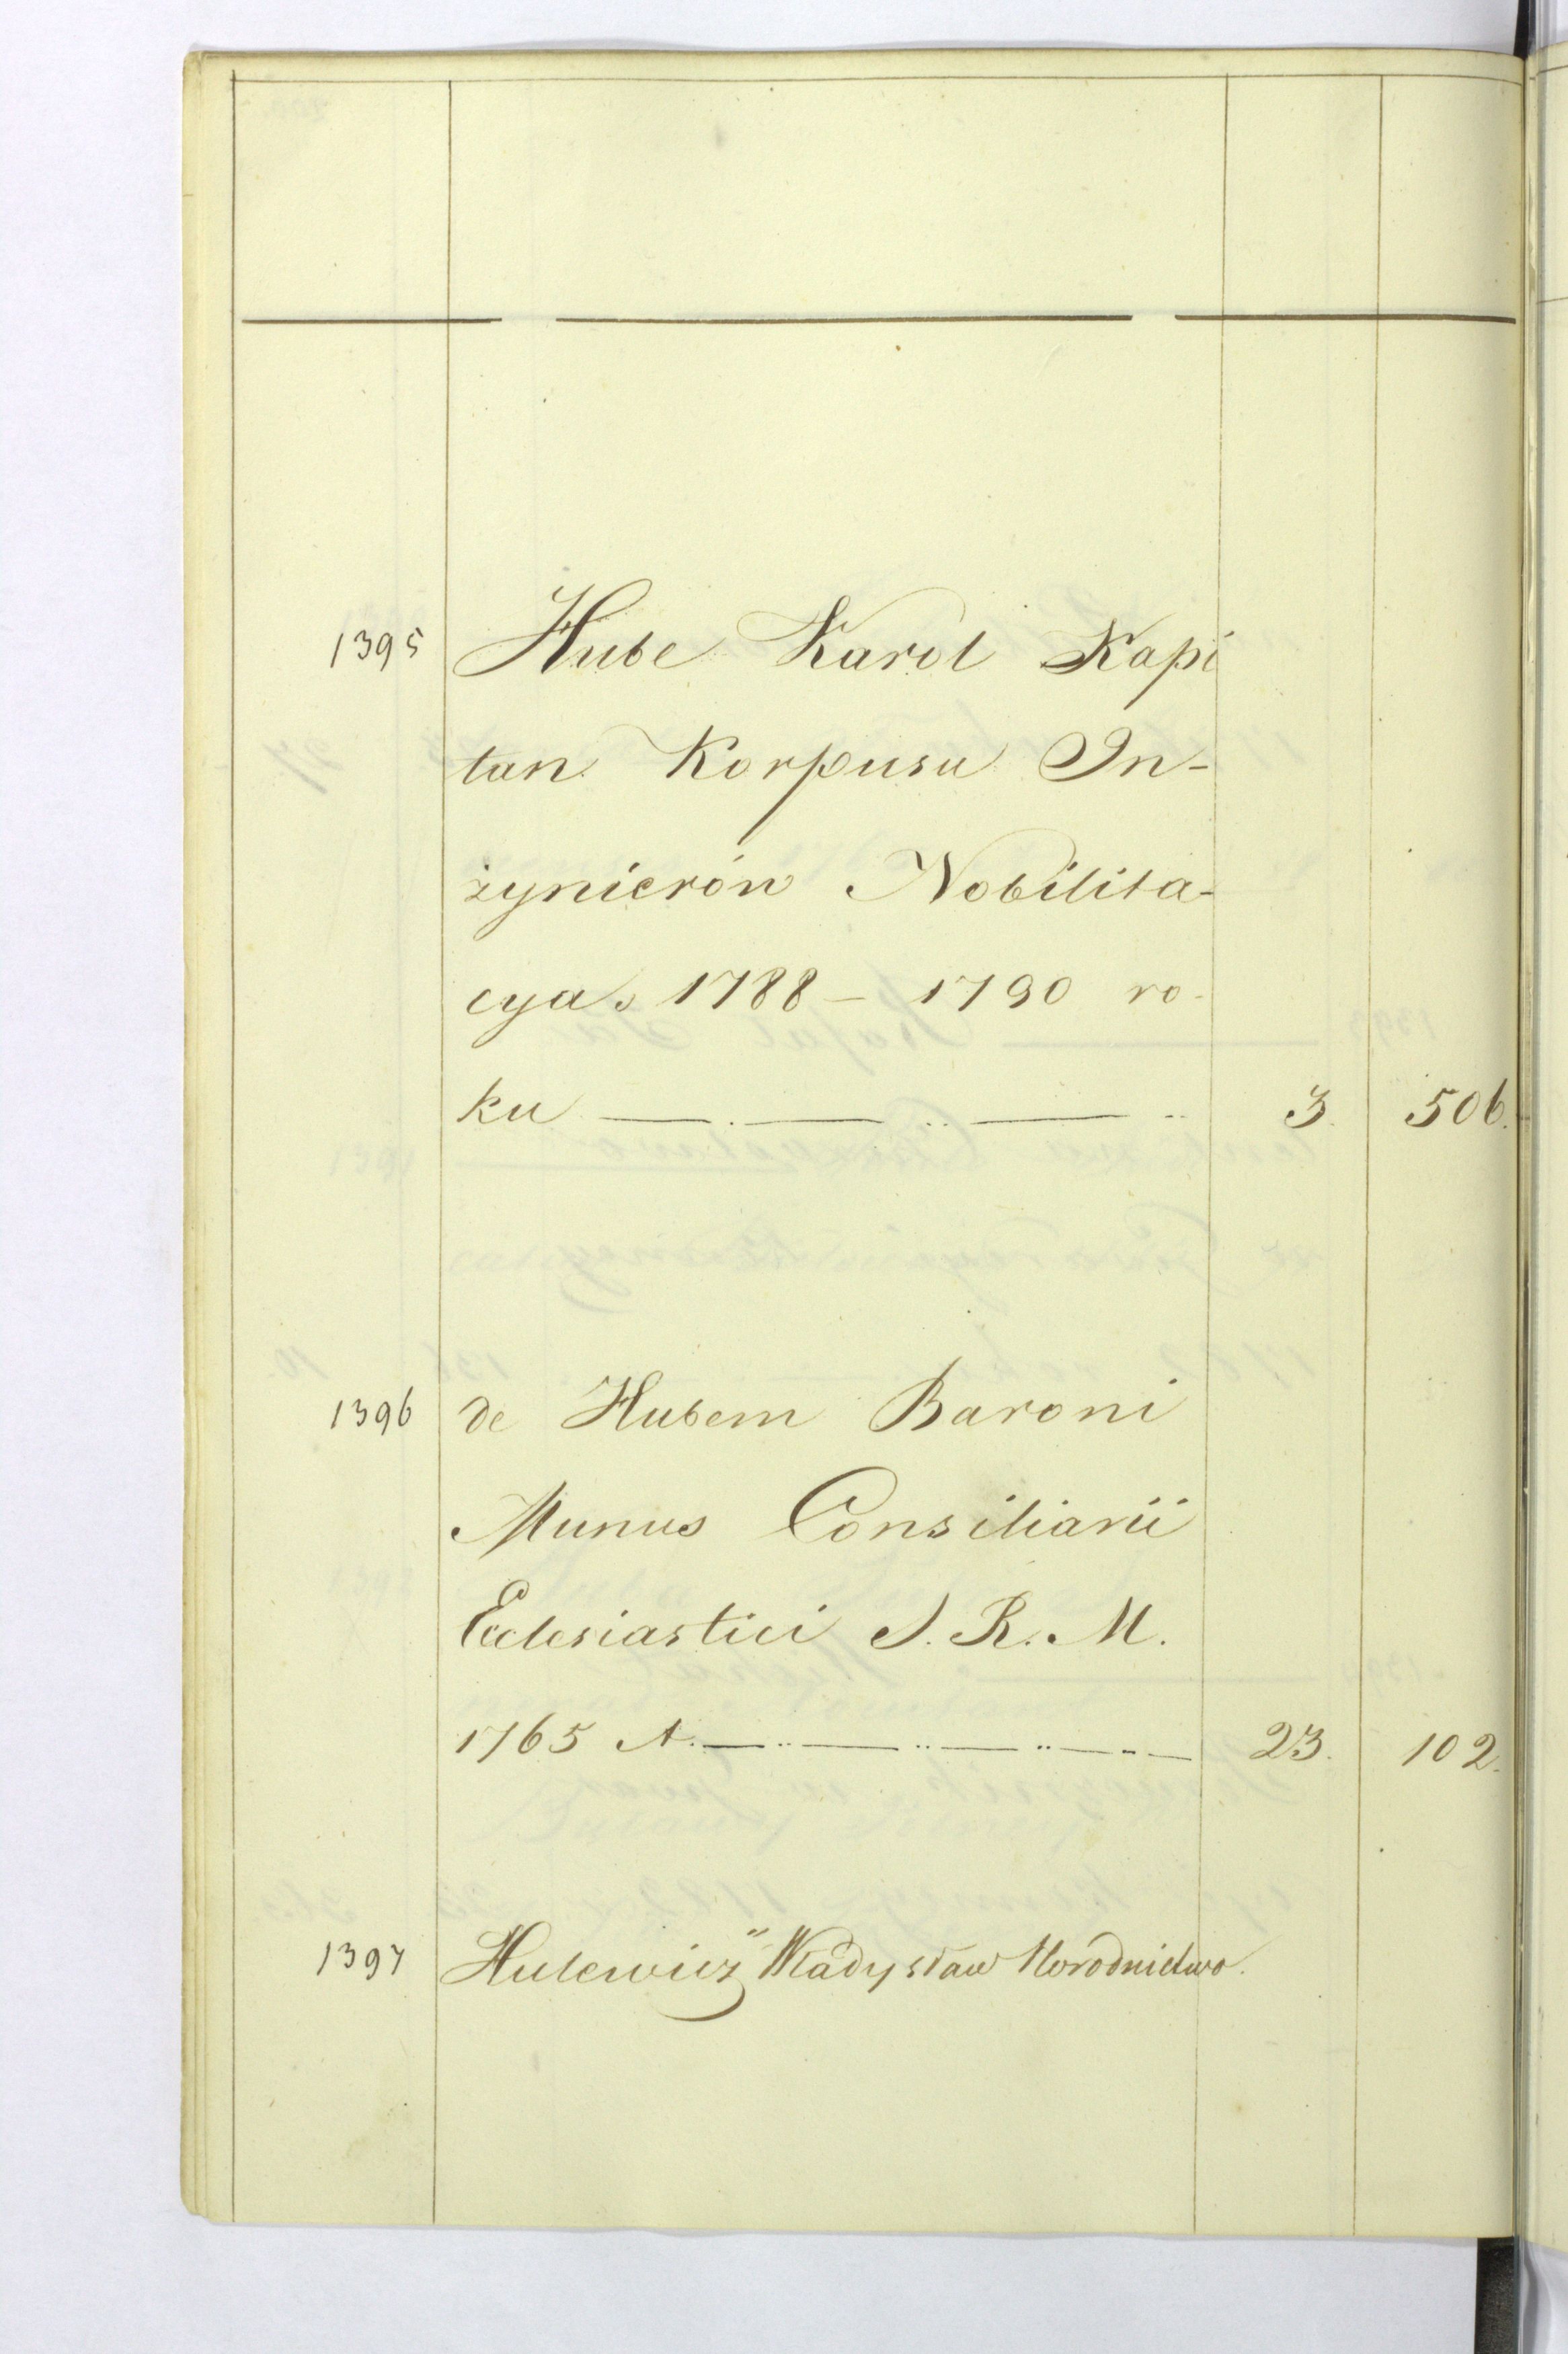 1395 Hube Karol Kapi
tan Korpusu In-
żynierów Nobilita-
cya. 1788 - 1790 ro-
ku 3. 506.
1396 de Hubem Baroni
Munus Consiliarii
Ecclesiastici S. R. M.
1765 A. 23. 102.
1397 Hulewicz Władysław Horodnictwo.